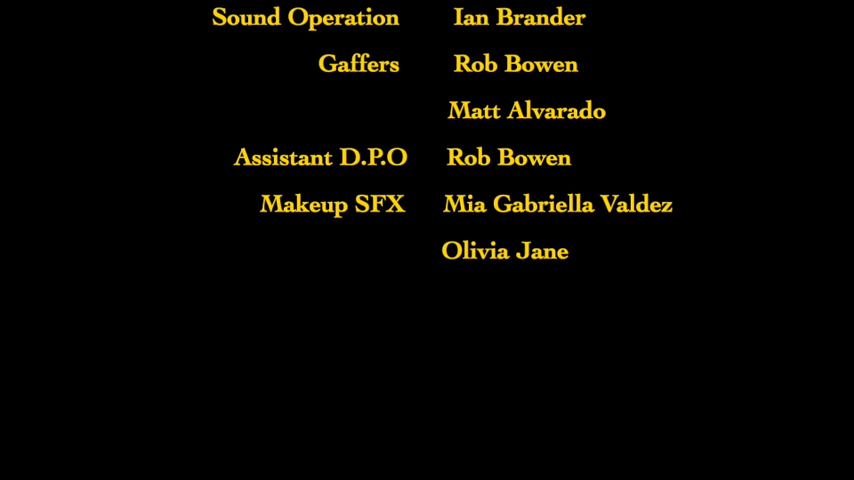 Sound Operation Ian Brander
Gaffers Rob Bowen
Matt Alvarado
Assistant D.P.O Rob Bowen
Makeup SFX Mia Gabriella Valdez
Olivia Jane